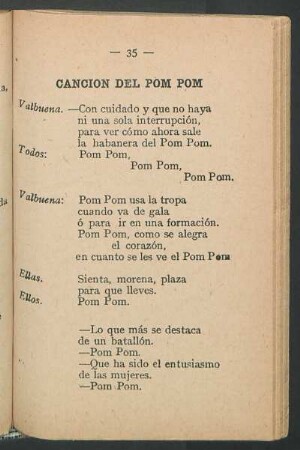 — 35 —
CANCION DEL POM POM
Valbuena. —Con cuidado y que no haya
ni una sola interrupción,
para ver cómo ahora sale
la habanera del Pom Pom.
Todos: Pom Pom,
Pom Pom,
Pom Pom.
Valbuena: Pom Pom usa la tropa
cuando va de gala
ó para ir en una formación.
Pom Pom, como se alegra
el corazón,
en cuanto se les ve el Pom Pom
Ellas. Sienta, morena, plaza
para que lleves.
Ellos. Pom Pom.
—Lo que más se destaca
de un batallón.
—Pom Pom.
—Que ha sido el entusiasmo
de las mujeres.
—Pom Pom.